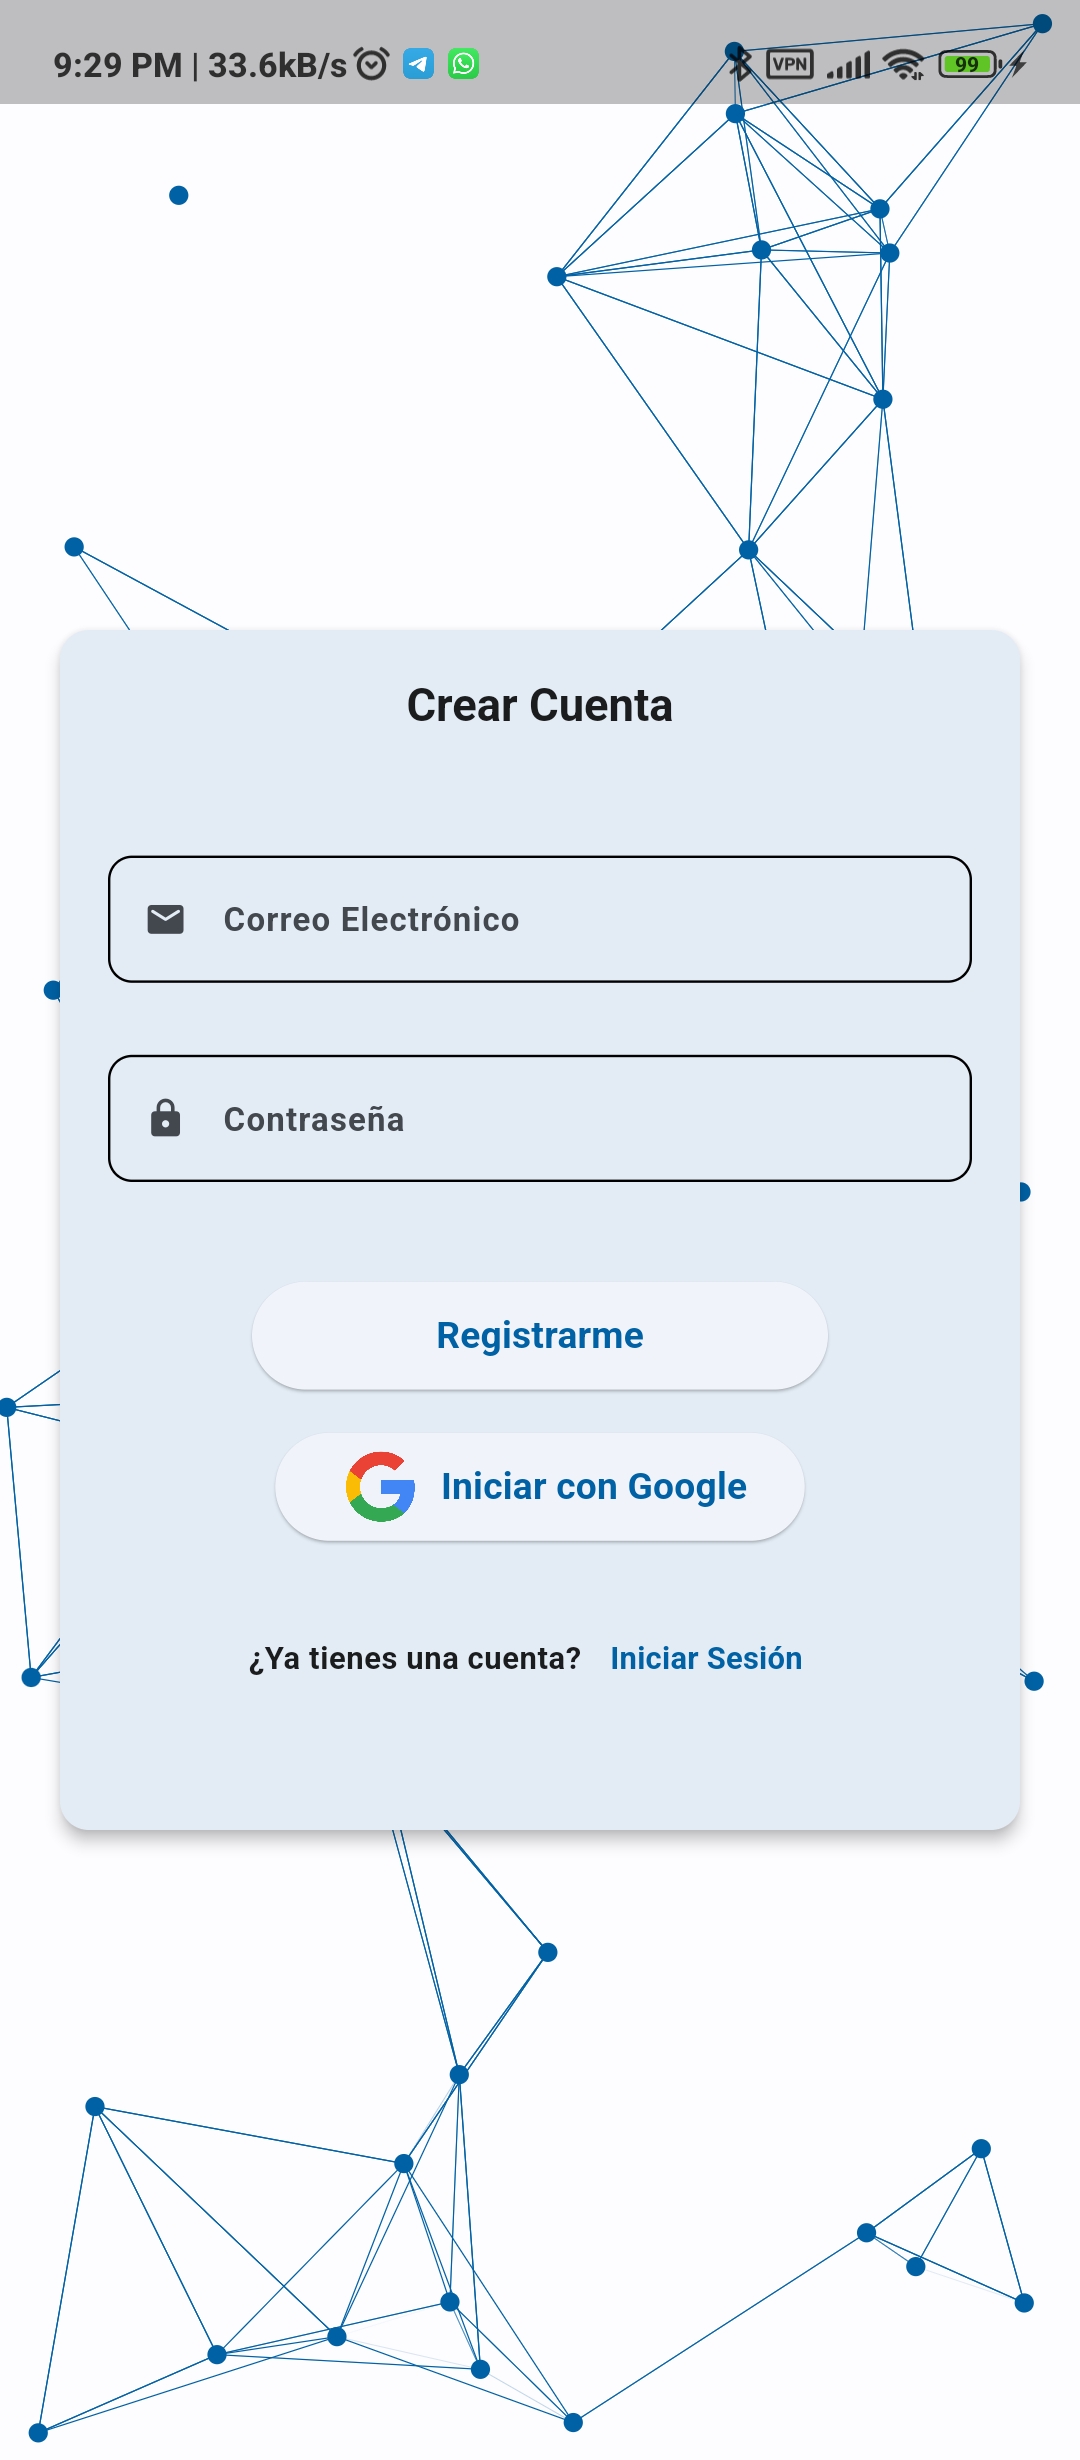 9:29 PM | 33.6kB/s VPN 99
Crear Cuenta
Correo Electrónico
Contraseña
Registrarme
Iniciar con Google
¿Ya tienes una cuenta? Iniciar Sesión